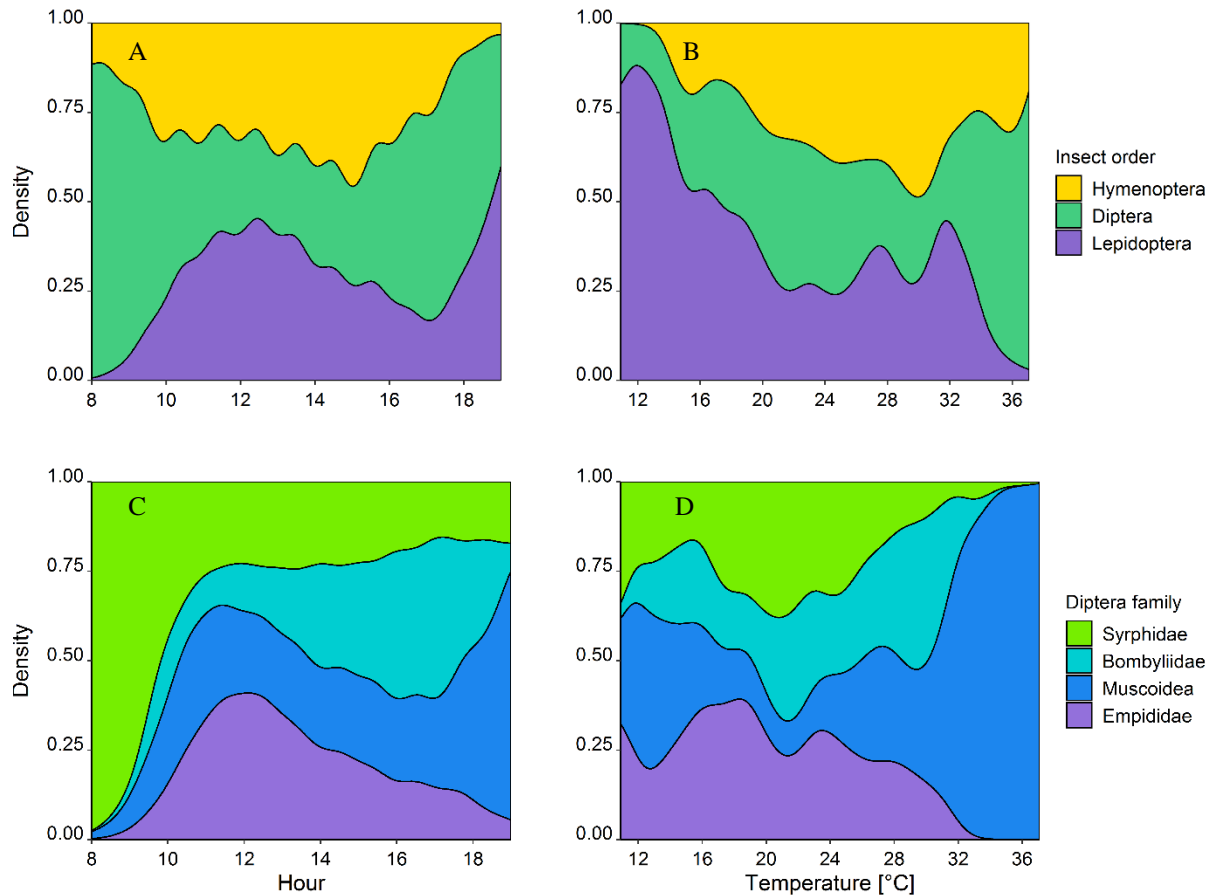 A
1.00
0.75
0.50
0.25
0.00
Density
8 10 12 14 16 18
B
1.00
0.75
0.50
0.25
0.00
12 16 20 24 28 32 36
Insect order
Hymenoptera
Diptera
Lepidoptera
C
1.00
0.75
0.50
0.25
0.00
Density
8 10 12 14 16 18
Hour
D
1.00
0.75
0.50
0.25
0.00
12 16 20 24 28 32 36
Temperature [°C]
Diptera family
Syrphidae
Bombyliidae
Muscoidea
Empididae